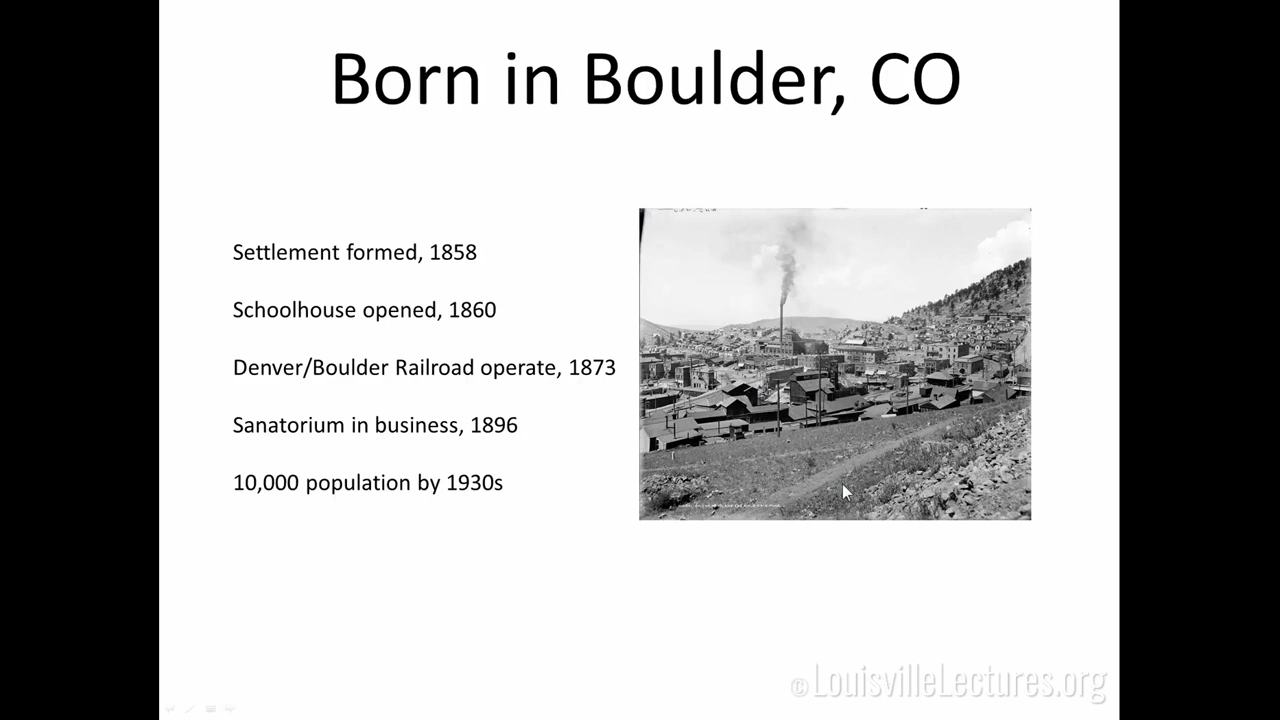 Born in Boulder, CO
Settlement formed, 1858
Schoolhouse opened, 1860
Denver/Boulder Railroad operate, 1873
Sanatorium in business, 1896
10,000 population by 1930s
©LouisvilleLectures.org